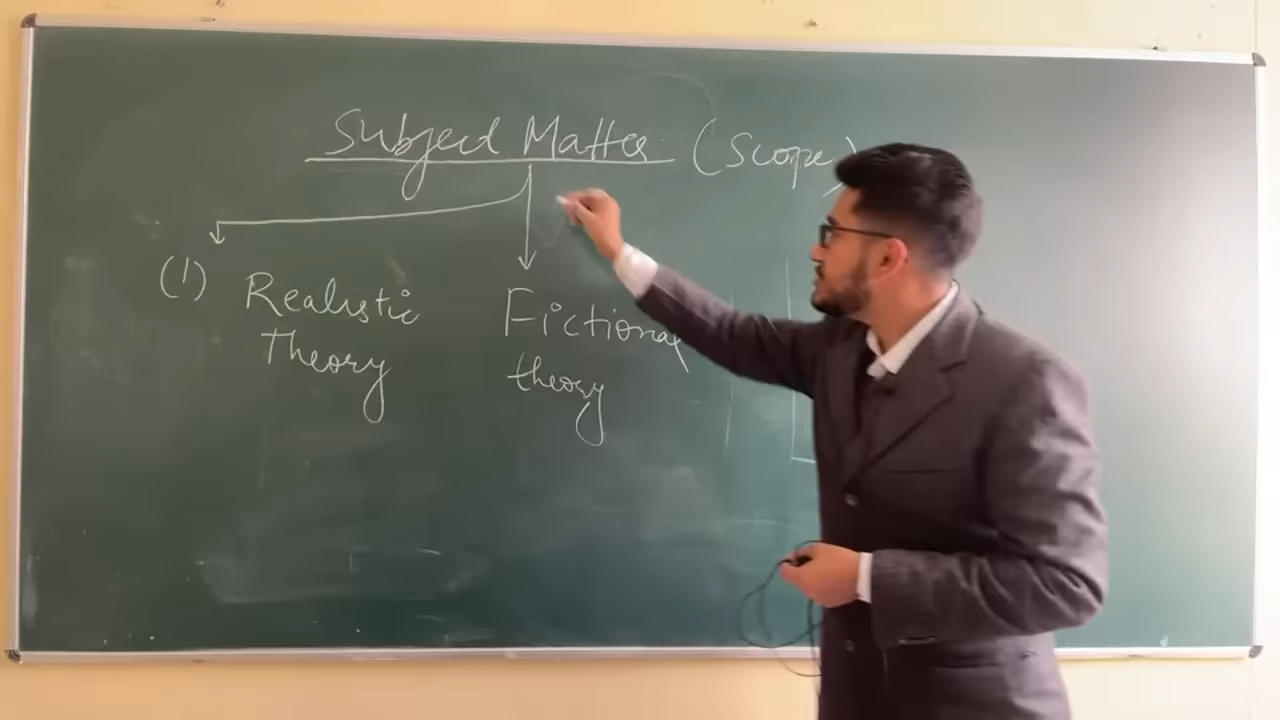 Subject Matter (Scope)
(1) Realistic
Theory
Fictional
theory